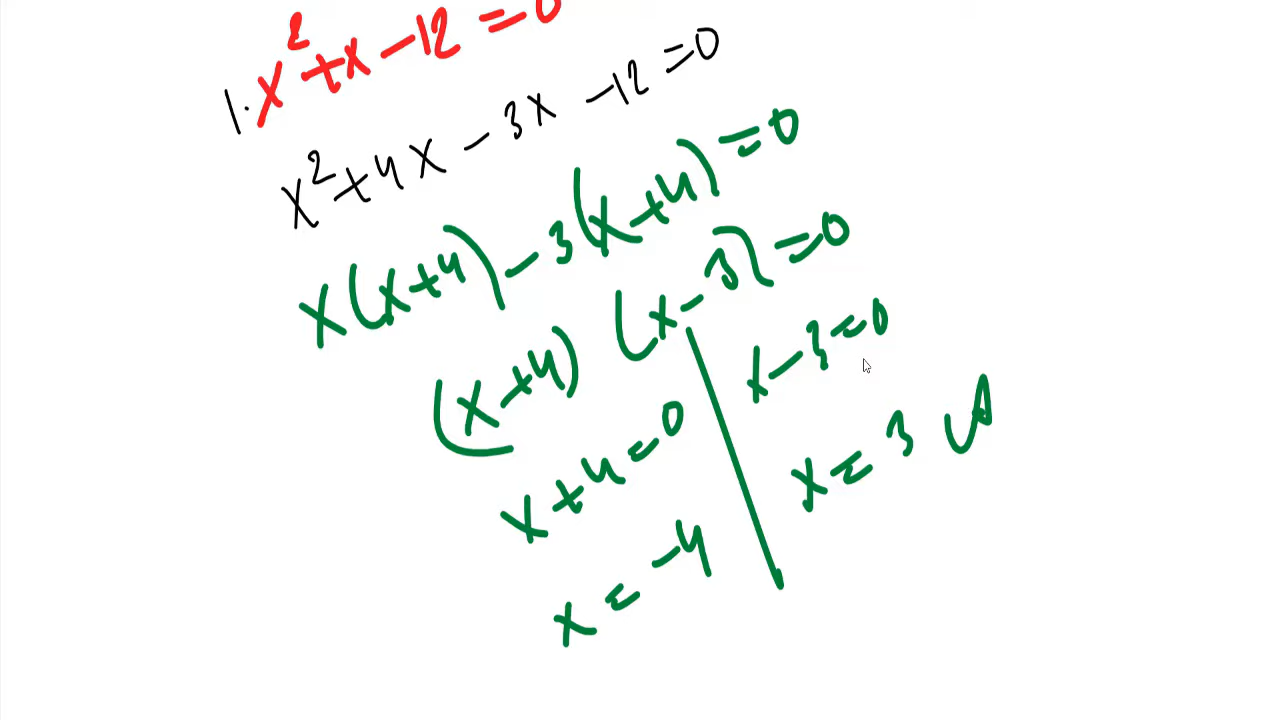 1. x² + x - 12 = 0
x² + 4x - 3x - 12 = 0
x(x+4) - 3(x+4) = 0
(x+4) (x-3) = 0
x+4=0
x = -4
x-3=0
x = 3